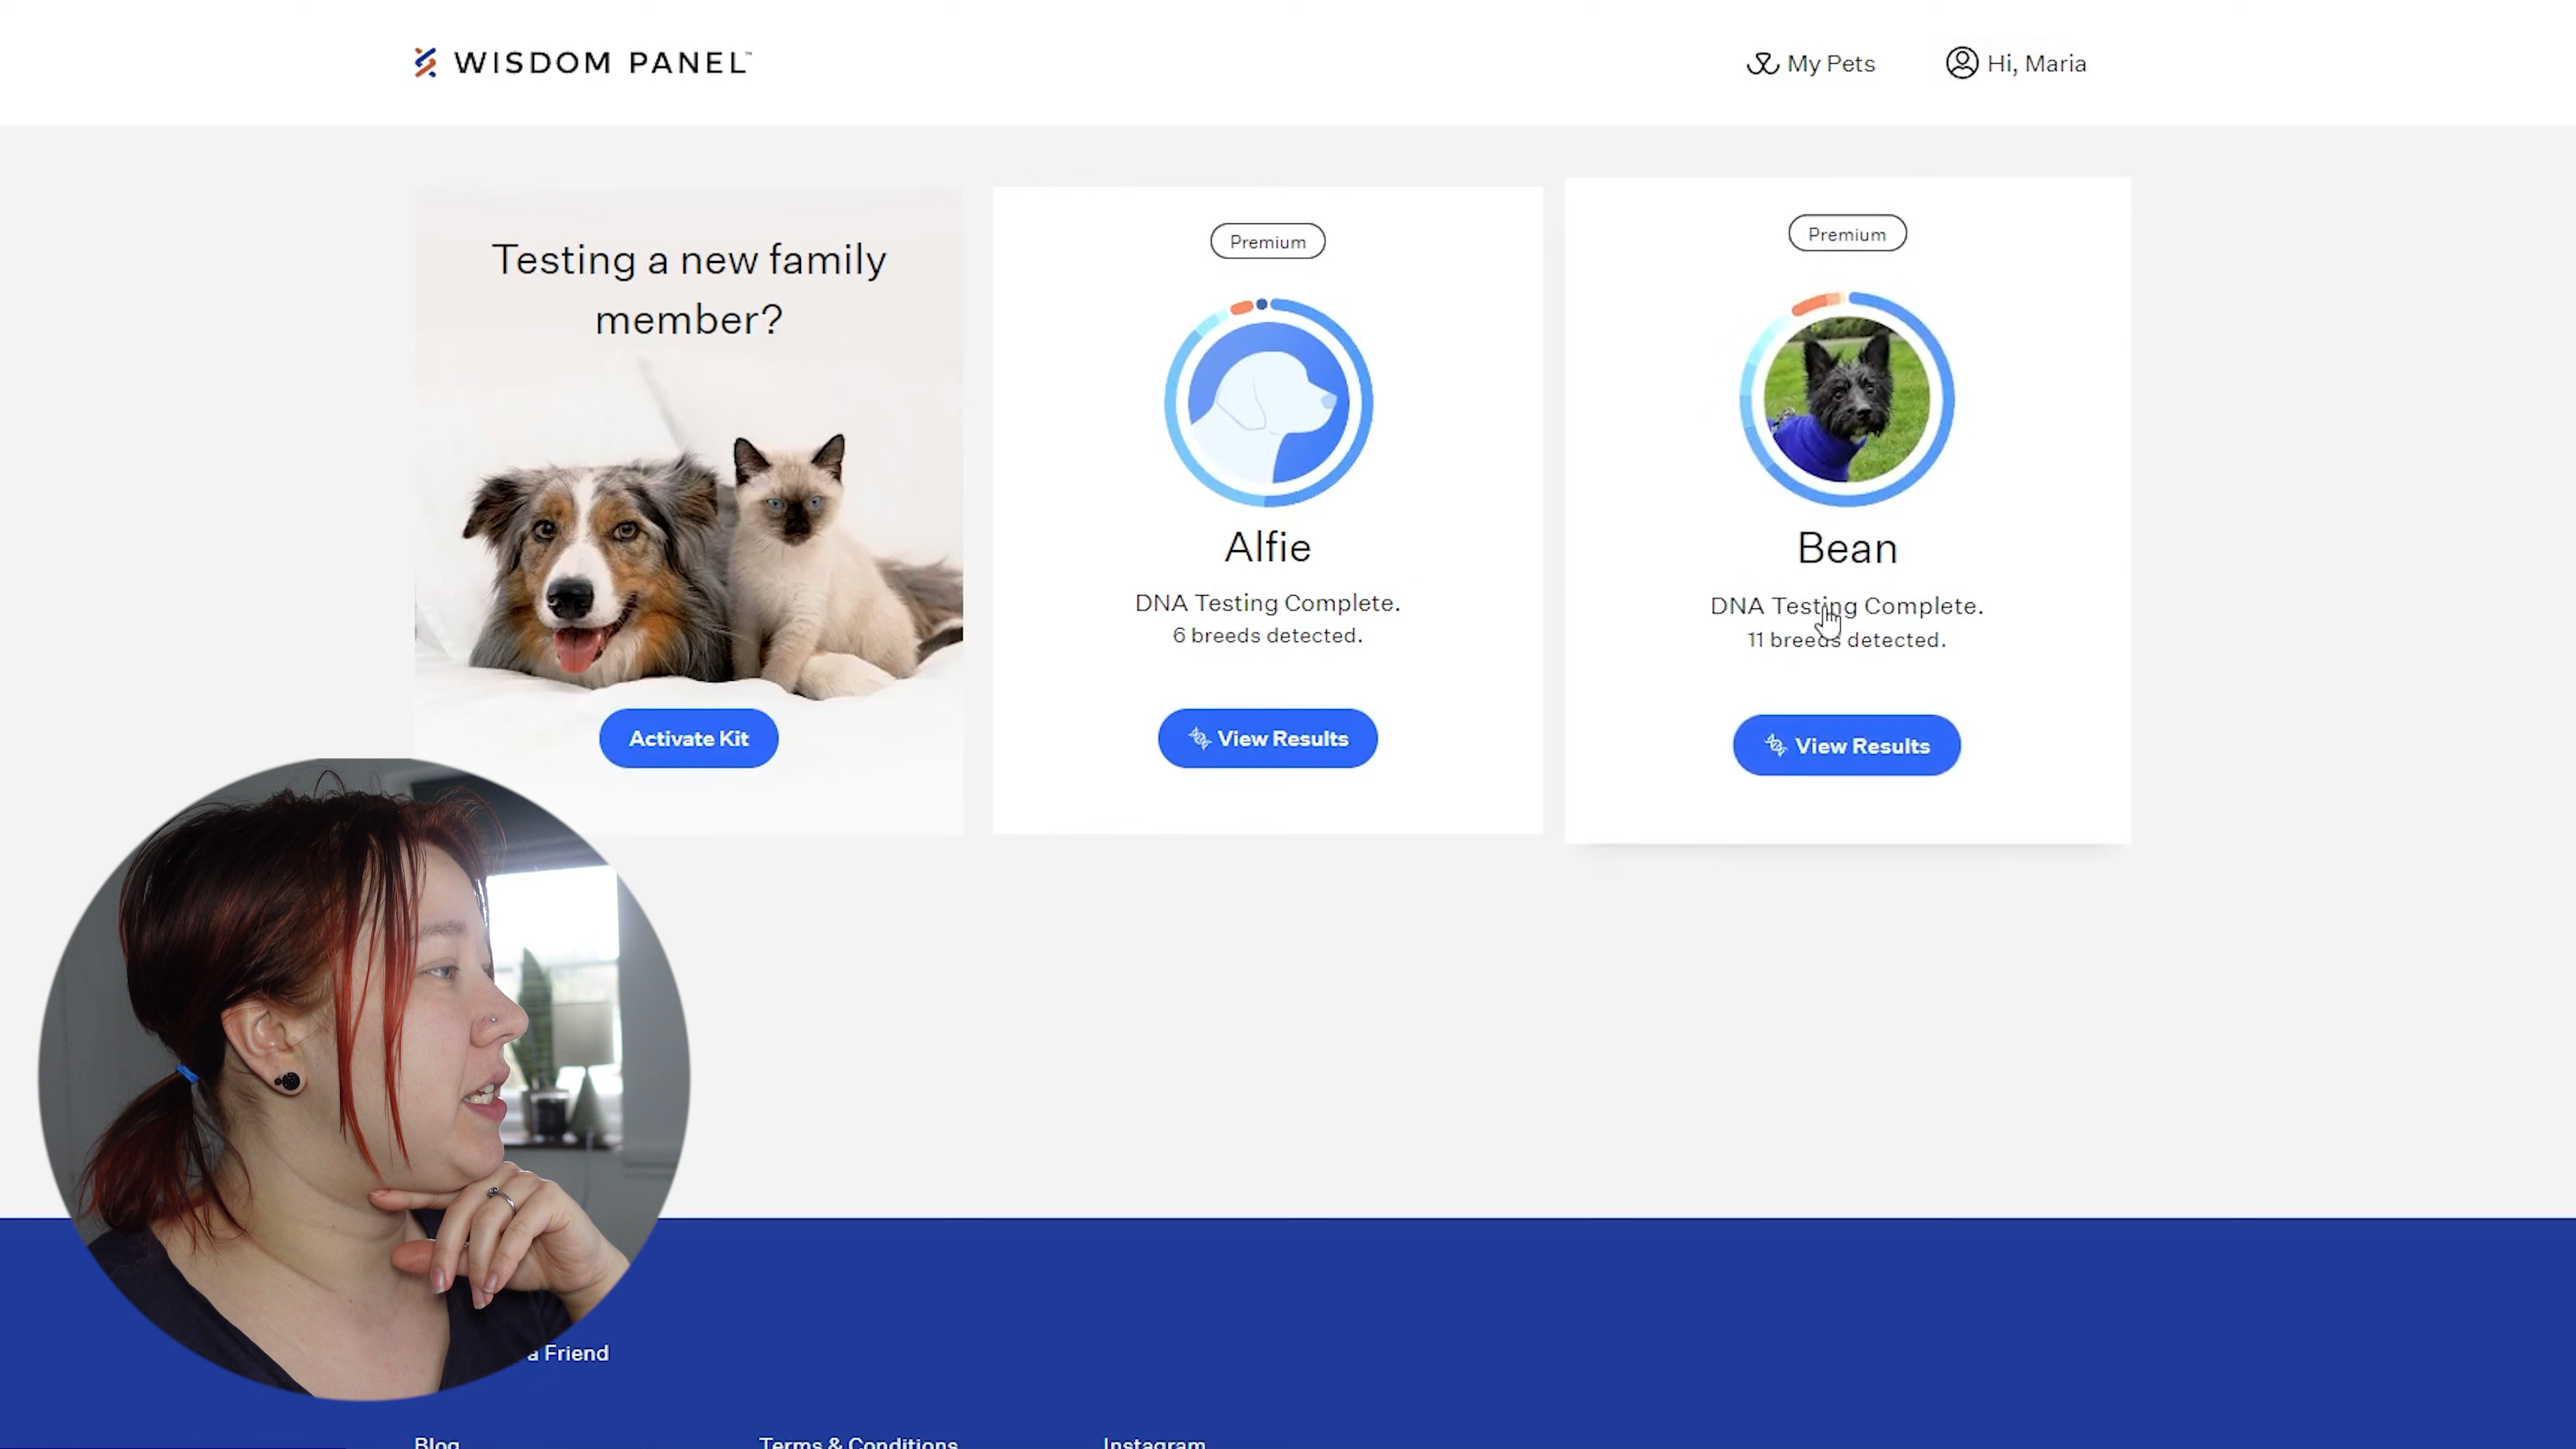 WISDOM PANEL™
My Pets
Hi, Maria
Testing a new family
member?
Activate Kit
Premium
Alfie
DNA Testing Complete.
6 breeds detected.
View Results
Premium
Bean
DNA Testing Complete.
11 breeds detected.
View Results
a Friend
Blog
Terms & Conditions
Instagram